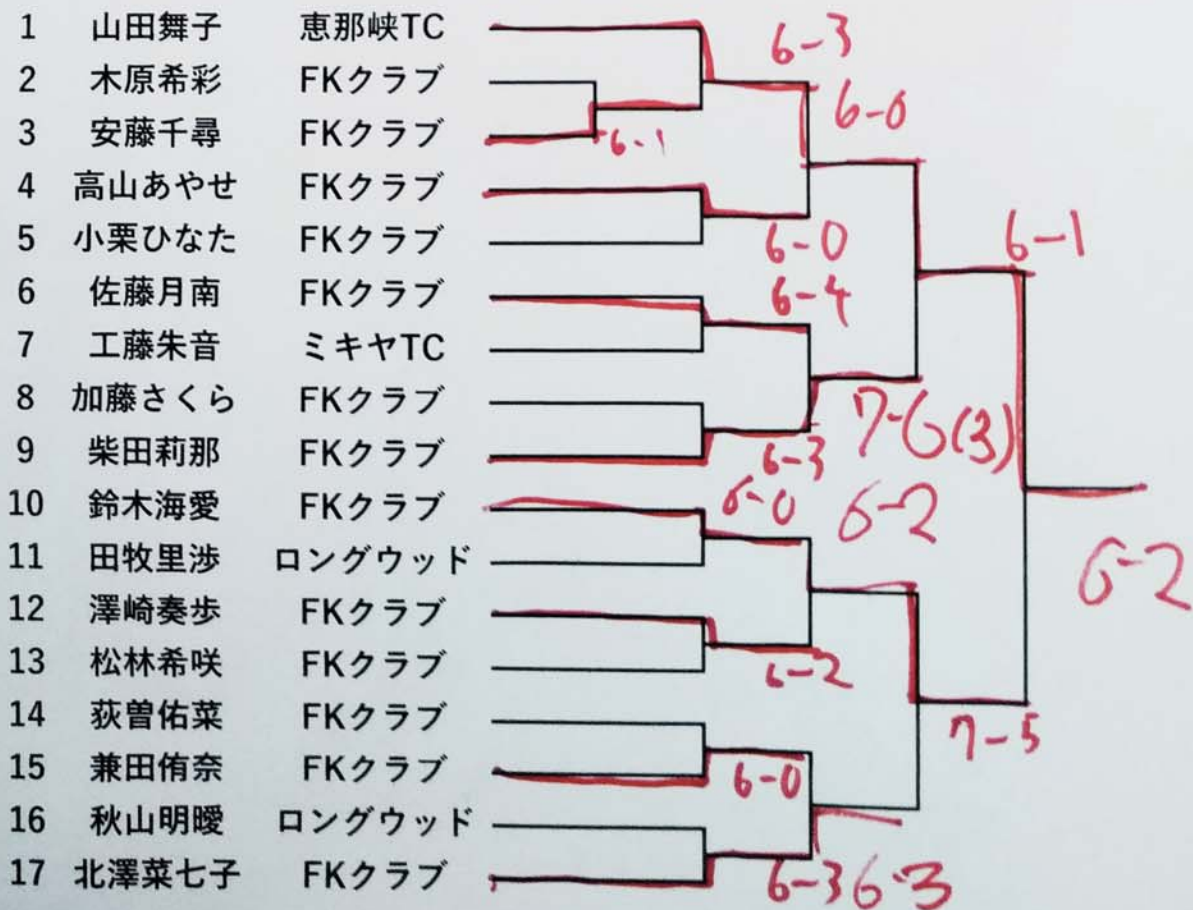 1 山田舞子 恵那峡TC
6-3
2 木原希彩 FKクラブ
6-0
3 安藤千尋 FKクラブ
6-1
4 高山あやせ FKクラブ
5 小栗ひなた FKクラブ
6-0
6-1
6 佐藤月南 FKクラブ
6-4
7 工藤朱音 ミキヤTC
8 加藤さくら FKクラブ
7-6(3)
9 柴田莉那 FKクラブ
6-3
10 鈴木海愛 FKクラブ
6-0
6-2
11 田牧里渉 ロングウッド
6-2
12 澤崎奏歩 FKクラブ
13 松林希咲 FKクラブ
6-2
14 荻曽佑菜 FKクラブ
7-5
15 兼田侑奈 FKクラブ
6-0
16 秋山明曖 ロングウッド
17 北澤菜七子 FKクラブ
6-3
6-3